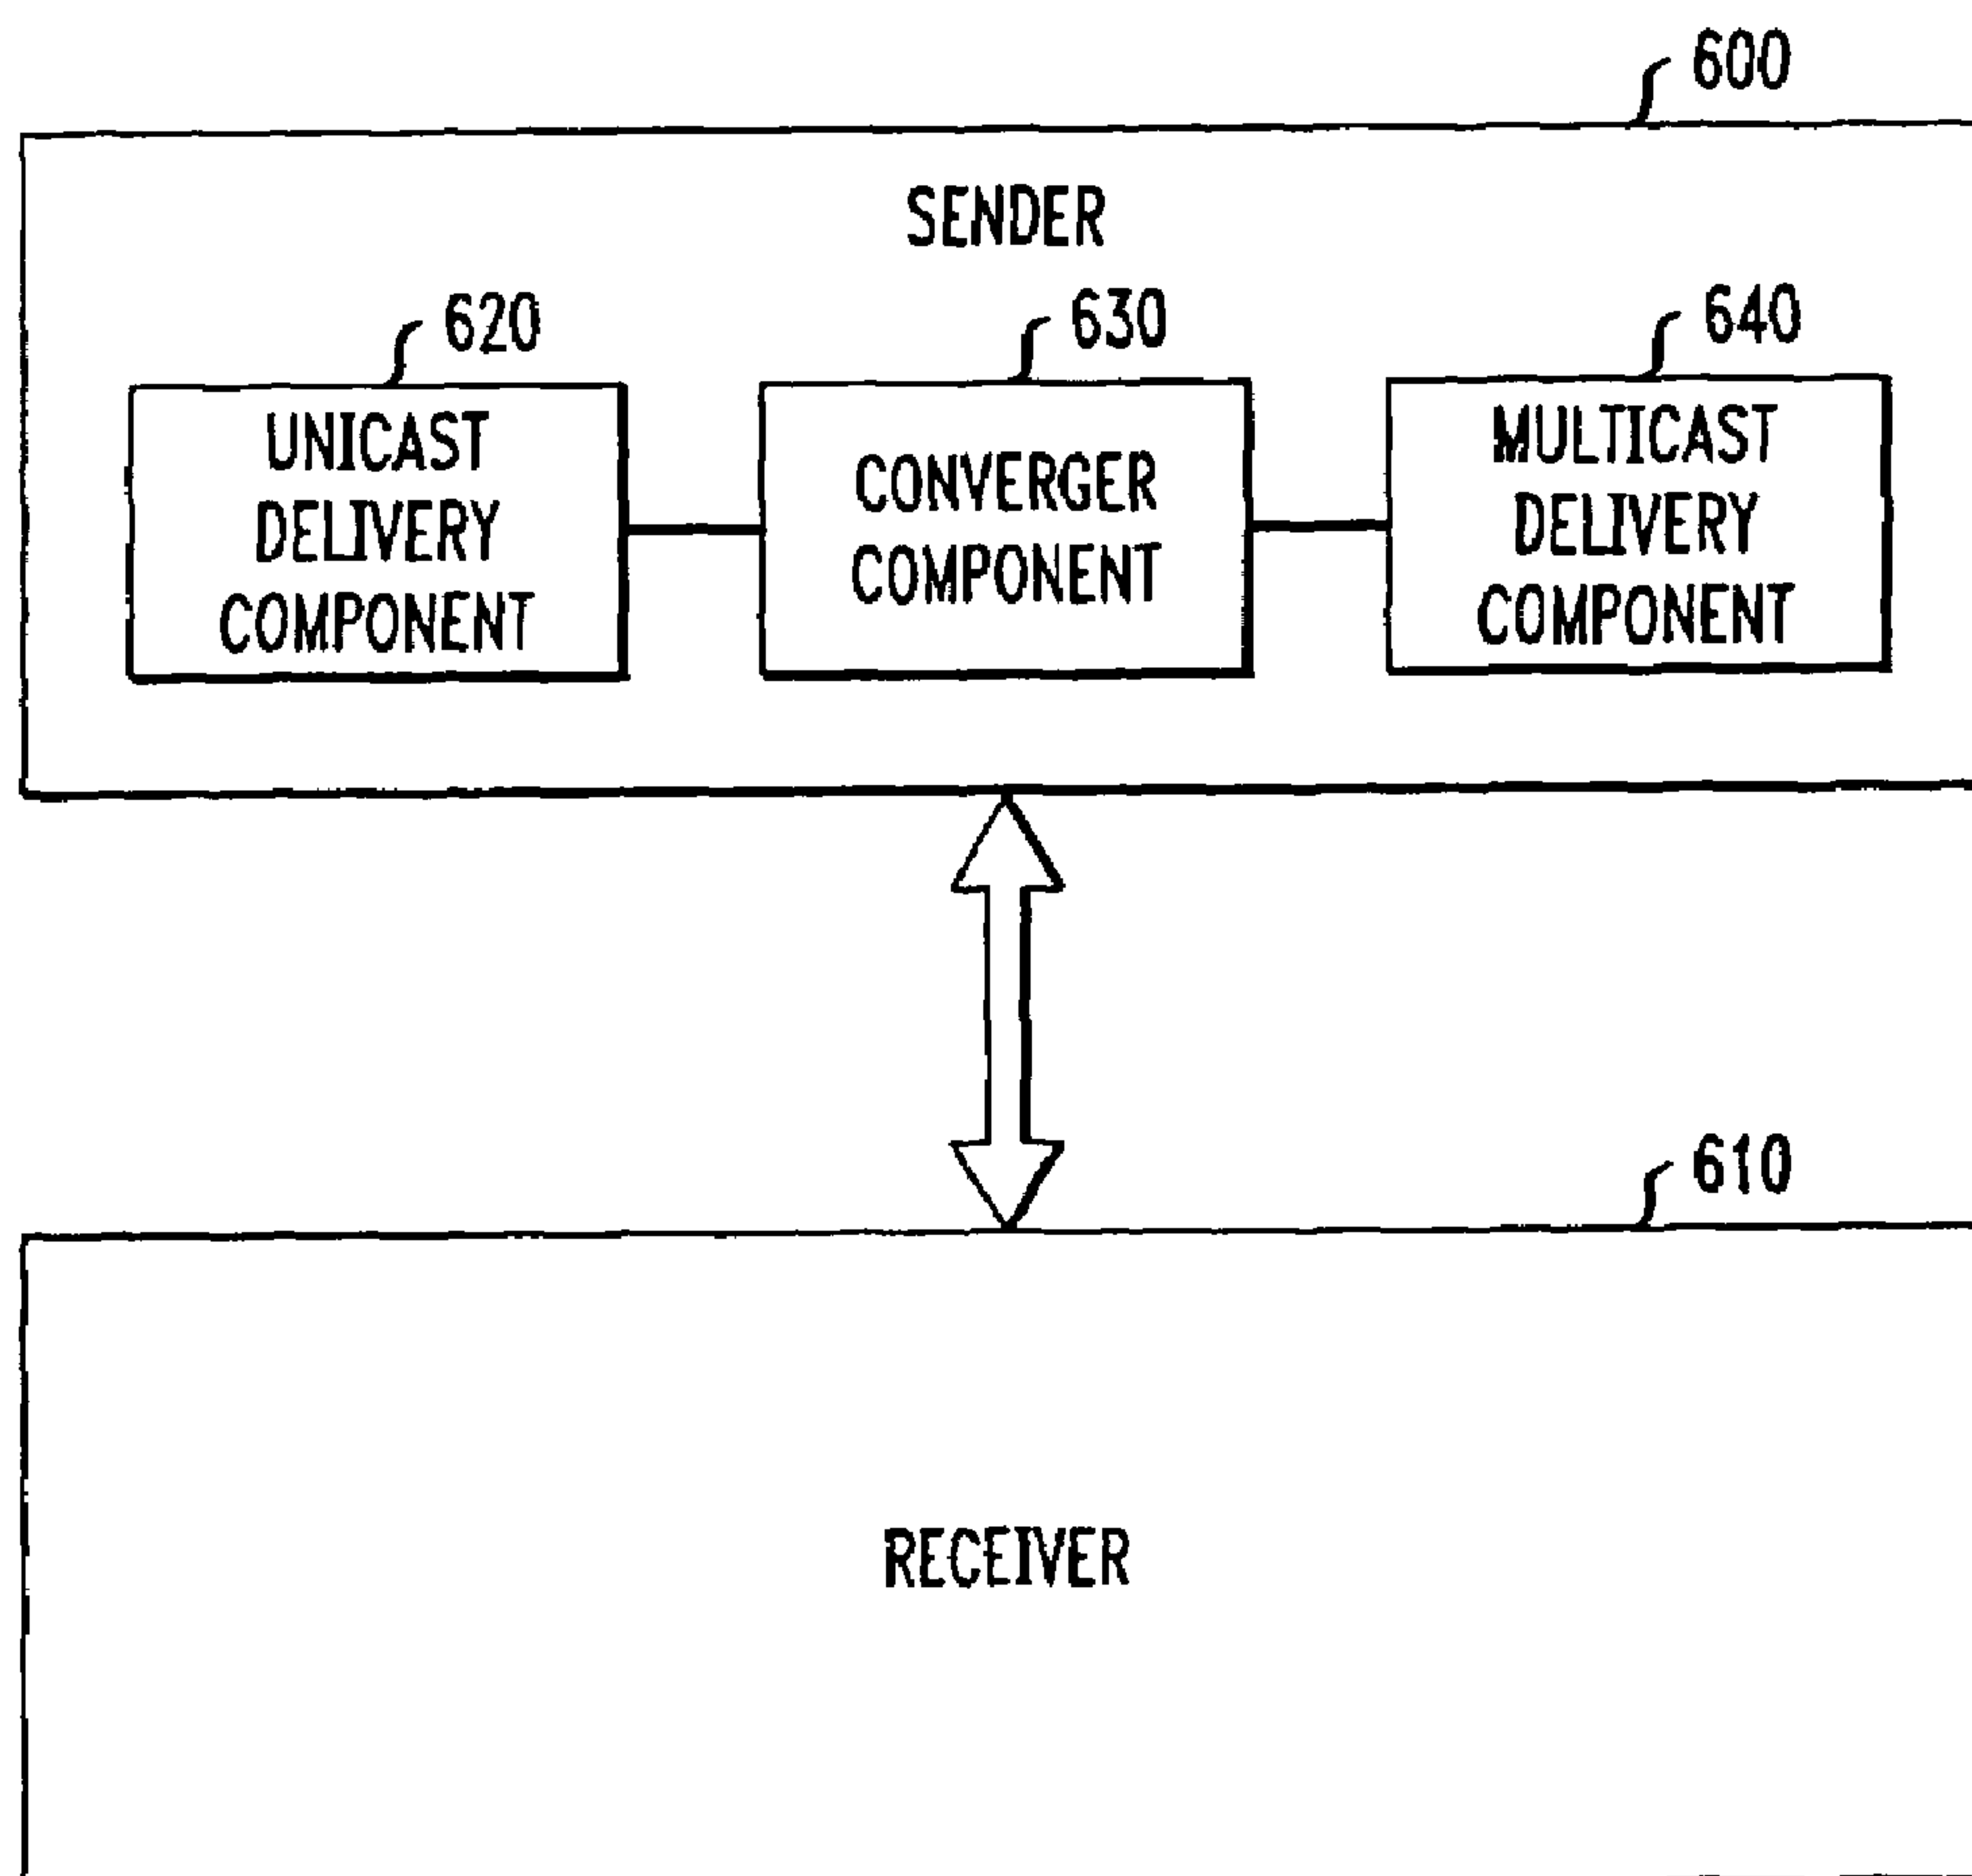 600
SENDER
620
630
640
UNICAST
DELIVERY
COMPONENT
CONVERGER
COMPONENT
MULTICAST
DELIVERY
COMPONENT
610
RECEIVER